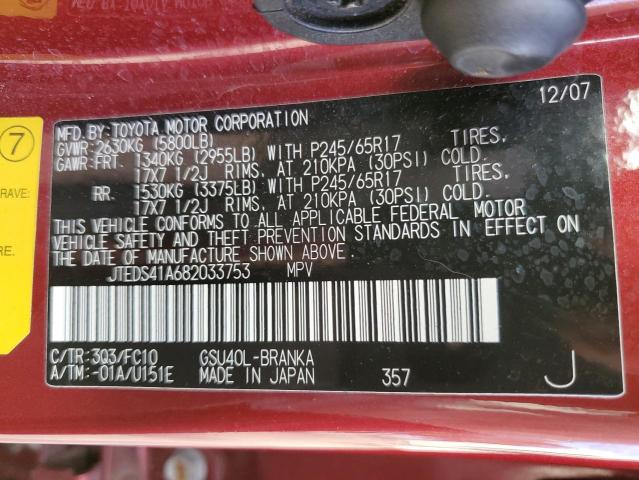 12/07
MFD. BY: TOYOTA MOTOR CORPORATION
GVWR: 2630KG (5800LB)
GAWR: FRT. 1340KG (2955LB) WITH P245/65R17 TIRES.
17X7 1/2J RIMS. AT 210KPA (30PSI) COLD.
RR. 1530KG (3375LB) WITH P245/65R17 TIRES.
17X7 1/2J RIMS. AT 210KPA (30PSI) COLD.
THIS VEHICLE CONFORMS TO ALL APPLICABLE FEDERAL MOTOR
VEHICLE SAFETY AND THEFT PREVENTION STANDARDS IN EFFECT ON
THE DATE OF MANUFACTURE SHOWN ABOVE.
JTEDS41A682033753 MPV
C/TR: 3Q3/FC10 GSU40L-BRANKA
A/TM: -01A/U151E MADE IN JAPAN 357 J
7
RAVE:
RE.